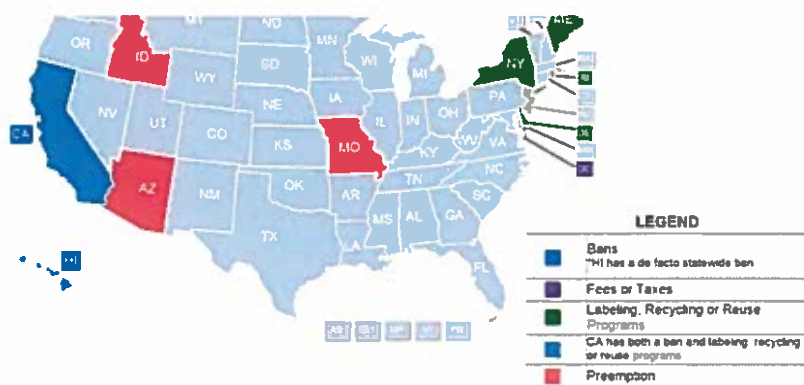 MT
ND
MN
ME
OR
ID
WI
NY
SD
WY
MI
IA
PA
NE
NV
OH
IL
IN
UT
CA
CO
WV
VA
KS
MO
KY
NC
TN
AZ
OK
NM
AR
SC
MS
AL
GA
TX
LA
HI
FL
LEGEND
Bans
**HI has a de facto statewide ban
Fees or Taxes
Labeling, Recycling or Reuse
Programs
CA has both a ban and labeling, recycling
or reuse programs
Preemption